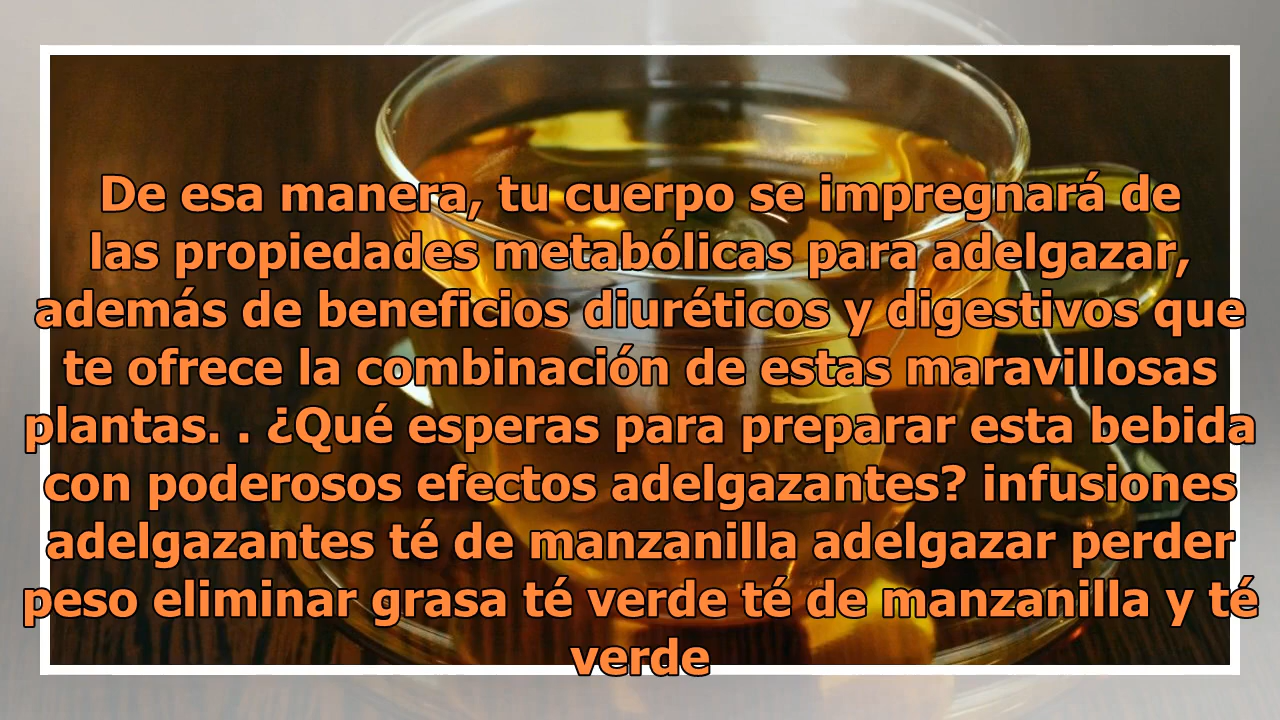 De esa manera, tu cuerpo se impregnará de
las propiedades metabólicas para adelgazar,
además de beneficios diuréticos y digestivos que
te ofrece la combinación de estas maravillosas
plantas. . ¿Qué esperas para preparar esta bebida
con poderosos efectos adelgazantes? infusiones
adelgazantes té de manzanilla adelgazar perder
peso eliminar grasa té verde té de manzanilla y té
verde